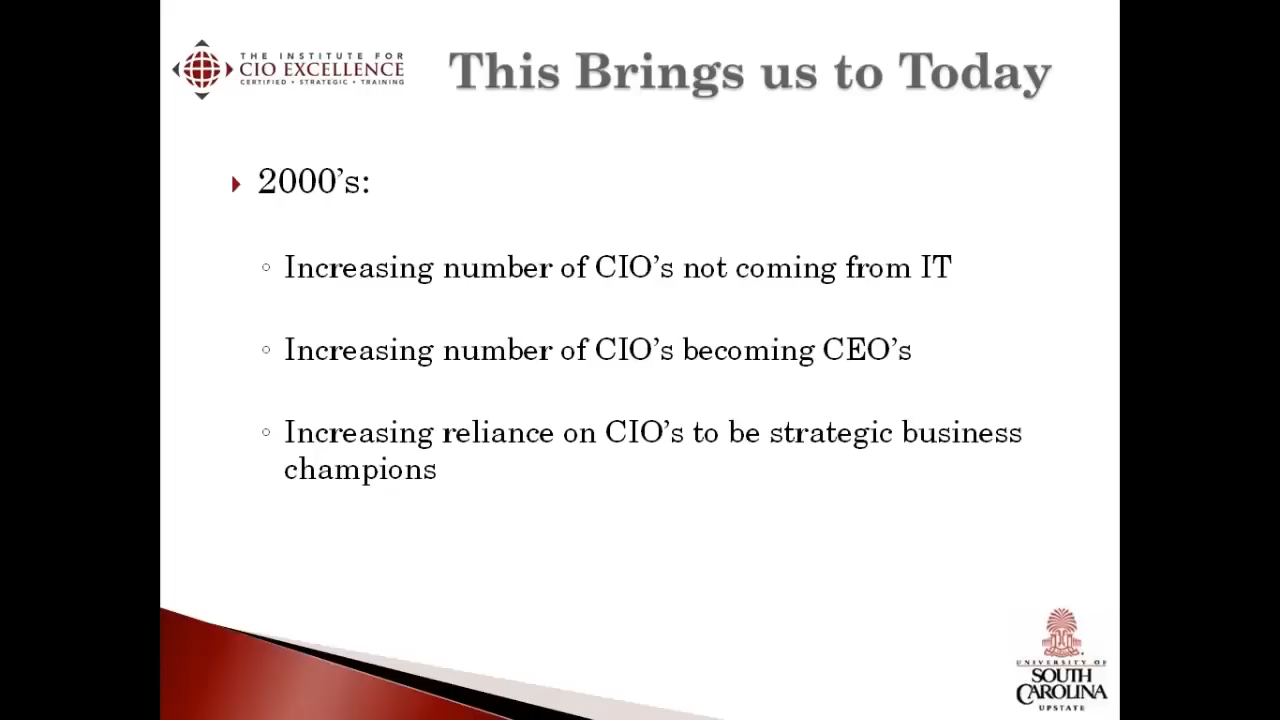 THE INSTITUTE FOR
CIO EXCELLENCE
CERTIFIED • STRATEGIC • TRAINING
This Brings us to Today
2000’s:
Increasing number of CIO’s not coming from IT
Increasing number of CIO’s becoming CEO’s
Increasing reliance on CIO’s to be strategic business
champions
UNIVERSITY OF
SOUTH
CAROLINA
UPSTATE